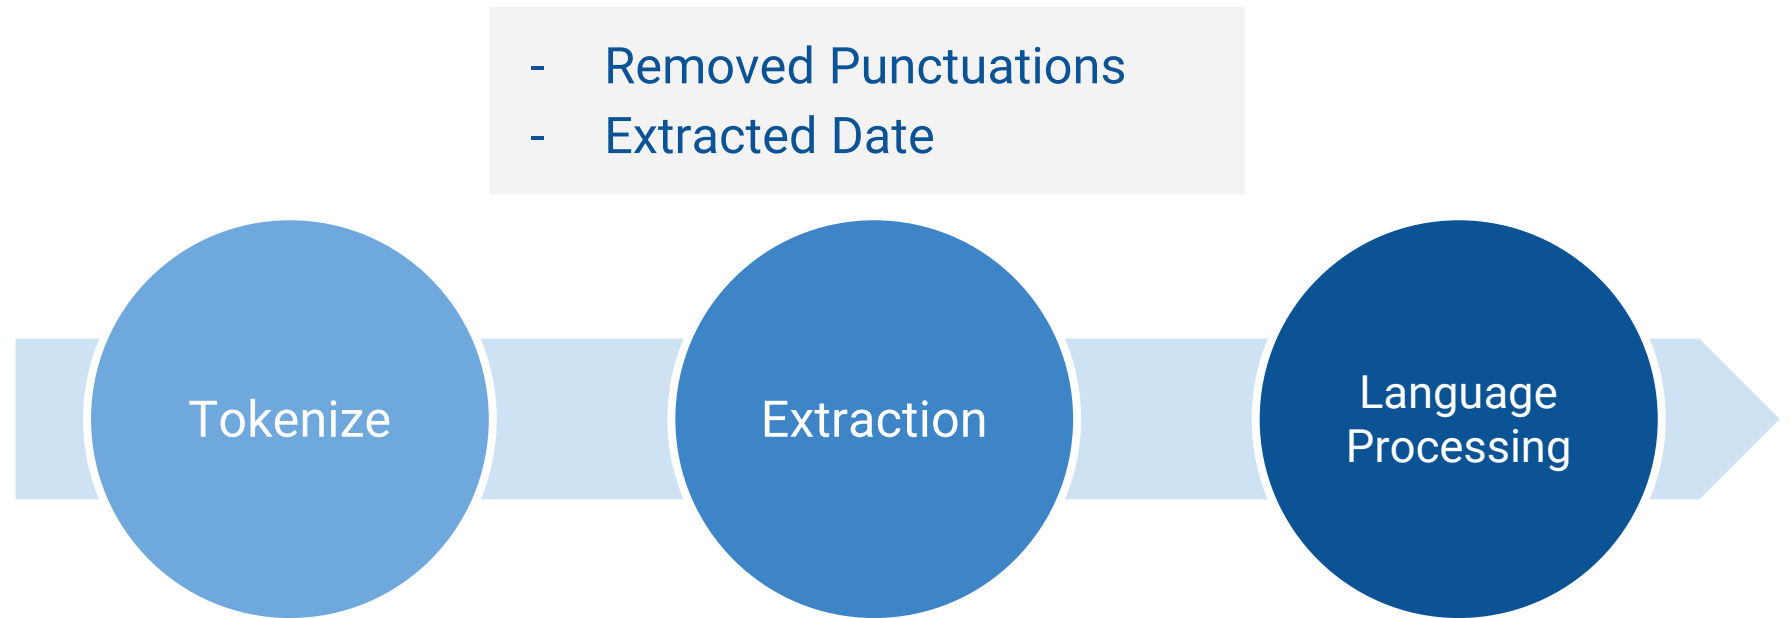 - Removed Punctuations
- Extracted Date
Tokenize
Extraction
Language
Processing